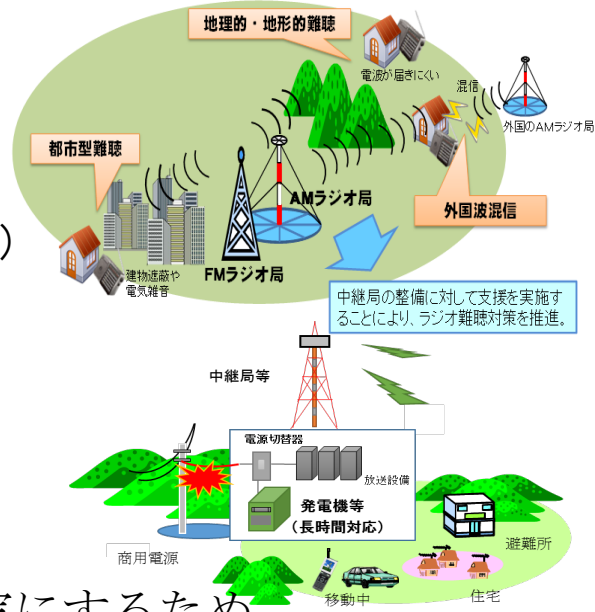 地理的・地形的難聴
電波が届きにくい
混信
外国のAMラジオ局
都市型難聴
AMラジオ局
外国波混信
)
建物遮蔽や
電気雑音
FMラジオ局
中継局の整備に対して支援を実施す
ることにより、ラジオ難聴対策を推進。
中継局等
電源切替器
放送設備
発電機等
(長時間対応)
商用電源
避難所
移動中
住宅
にするため